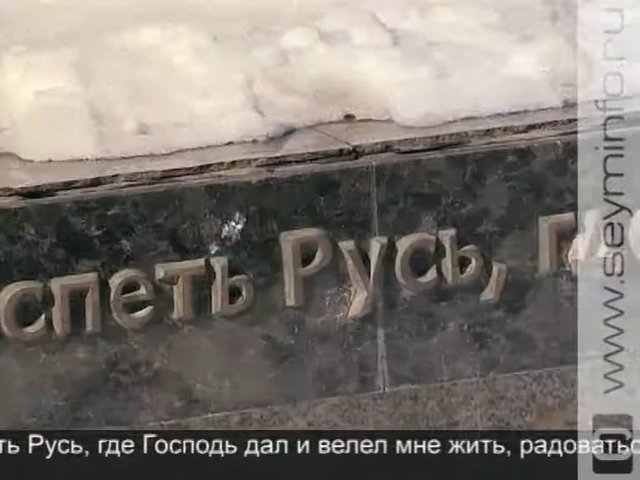 спеть Русь, г
ть Русь, где Господь дал и велел мне жить, радоватьс
www.seyminfo.ru